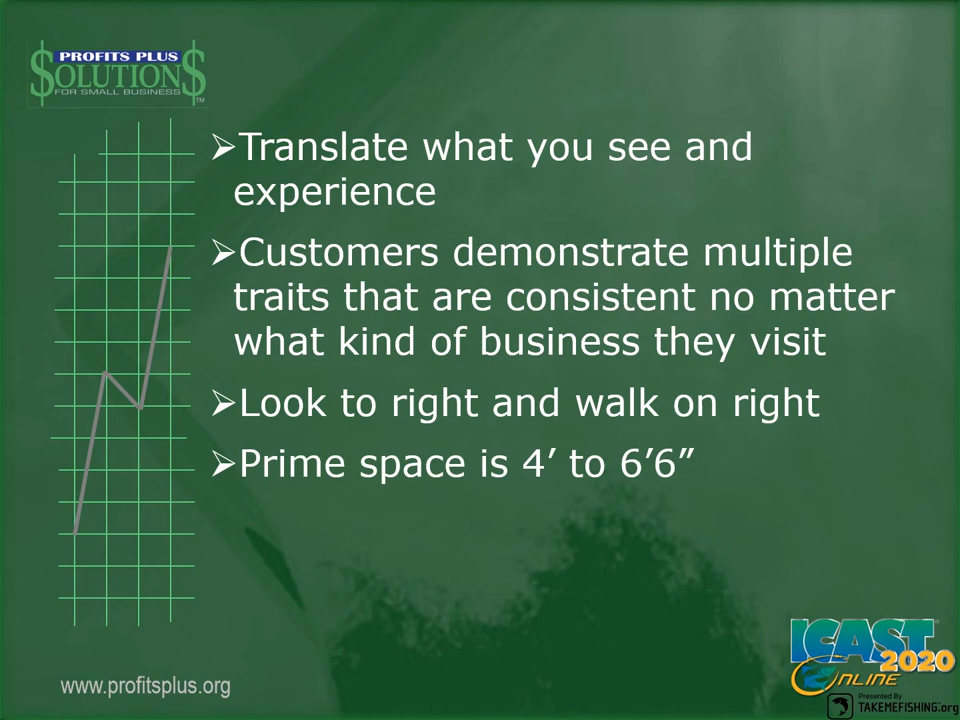 PROFITS PLUS
$OLUTION$
FOR SMALL BUSINESS
TM
➢Translate what you see and
experience
➢Customers demonstrate multiple
traits that are consistent no matter
what kind of business they visit
➢Look to right and walk on right
➢Prime space is 4’ to 6’6”
ICAST
2020
ONLINE
Presented By
TAKEMEFISHING.org
www.profitsplus.org